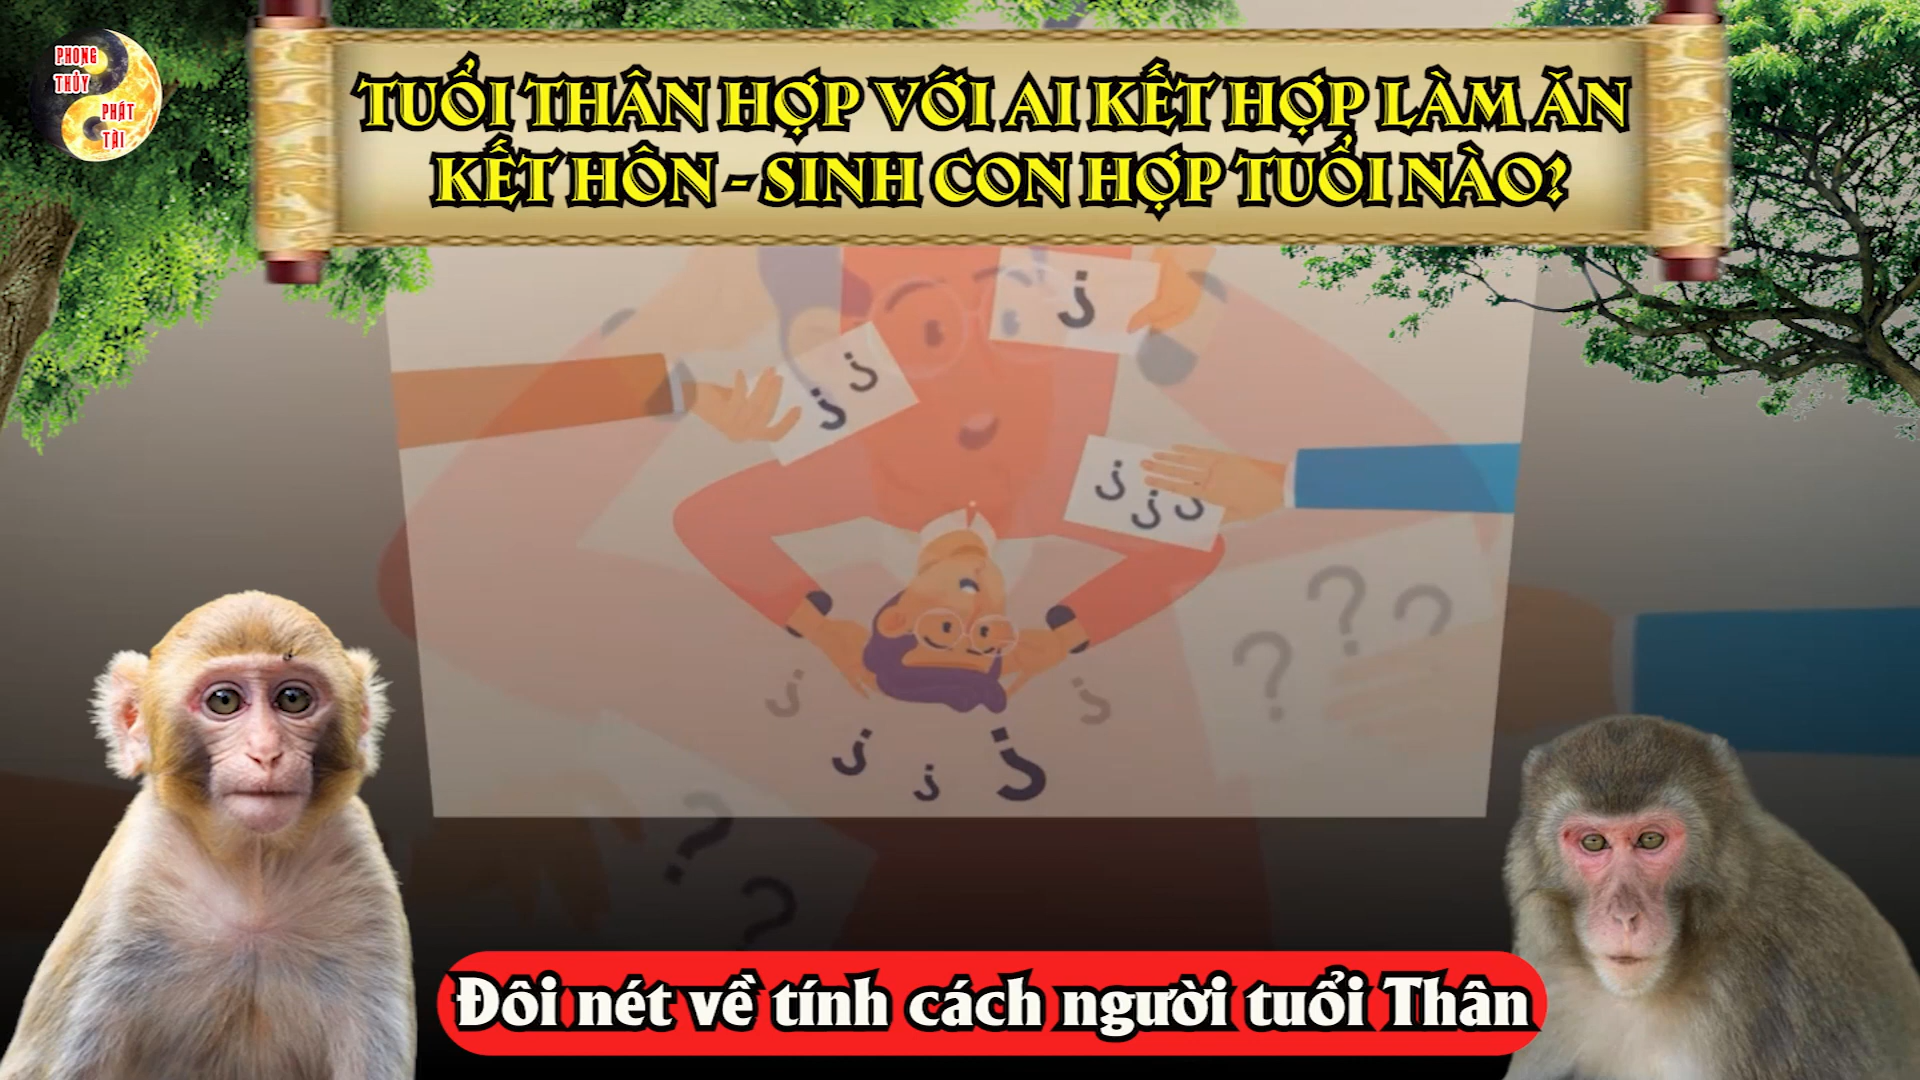 PHONG
THỦY
PHÁT
TÀI
TUỔI THÂN HỢP VỚI AI KẾT HỢP LÀM ĂN
KẾT HÔN - SINH CON HỢP TUỔI NÀO?
Đôi nét về tính cách người tuổi Thân